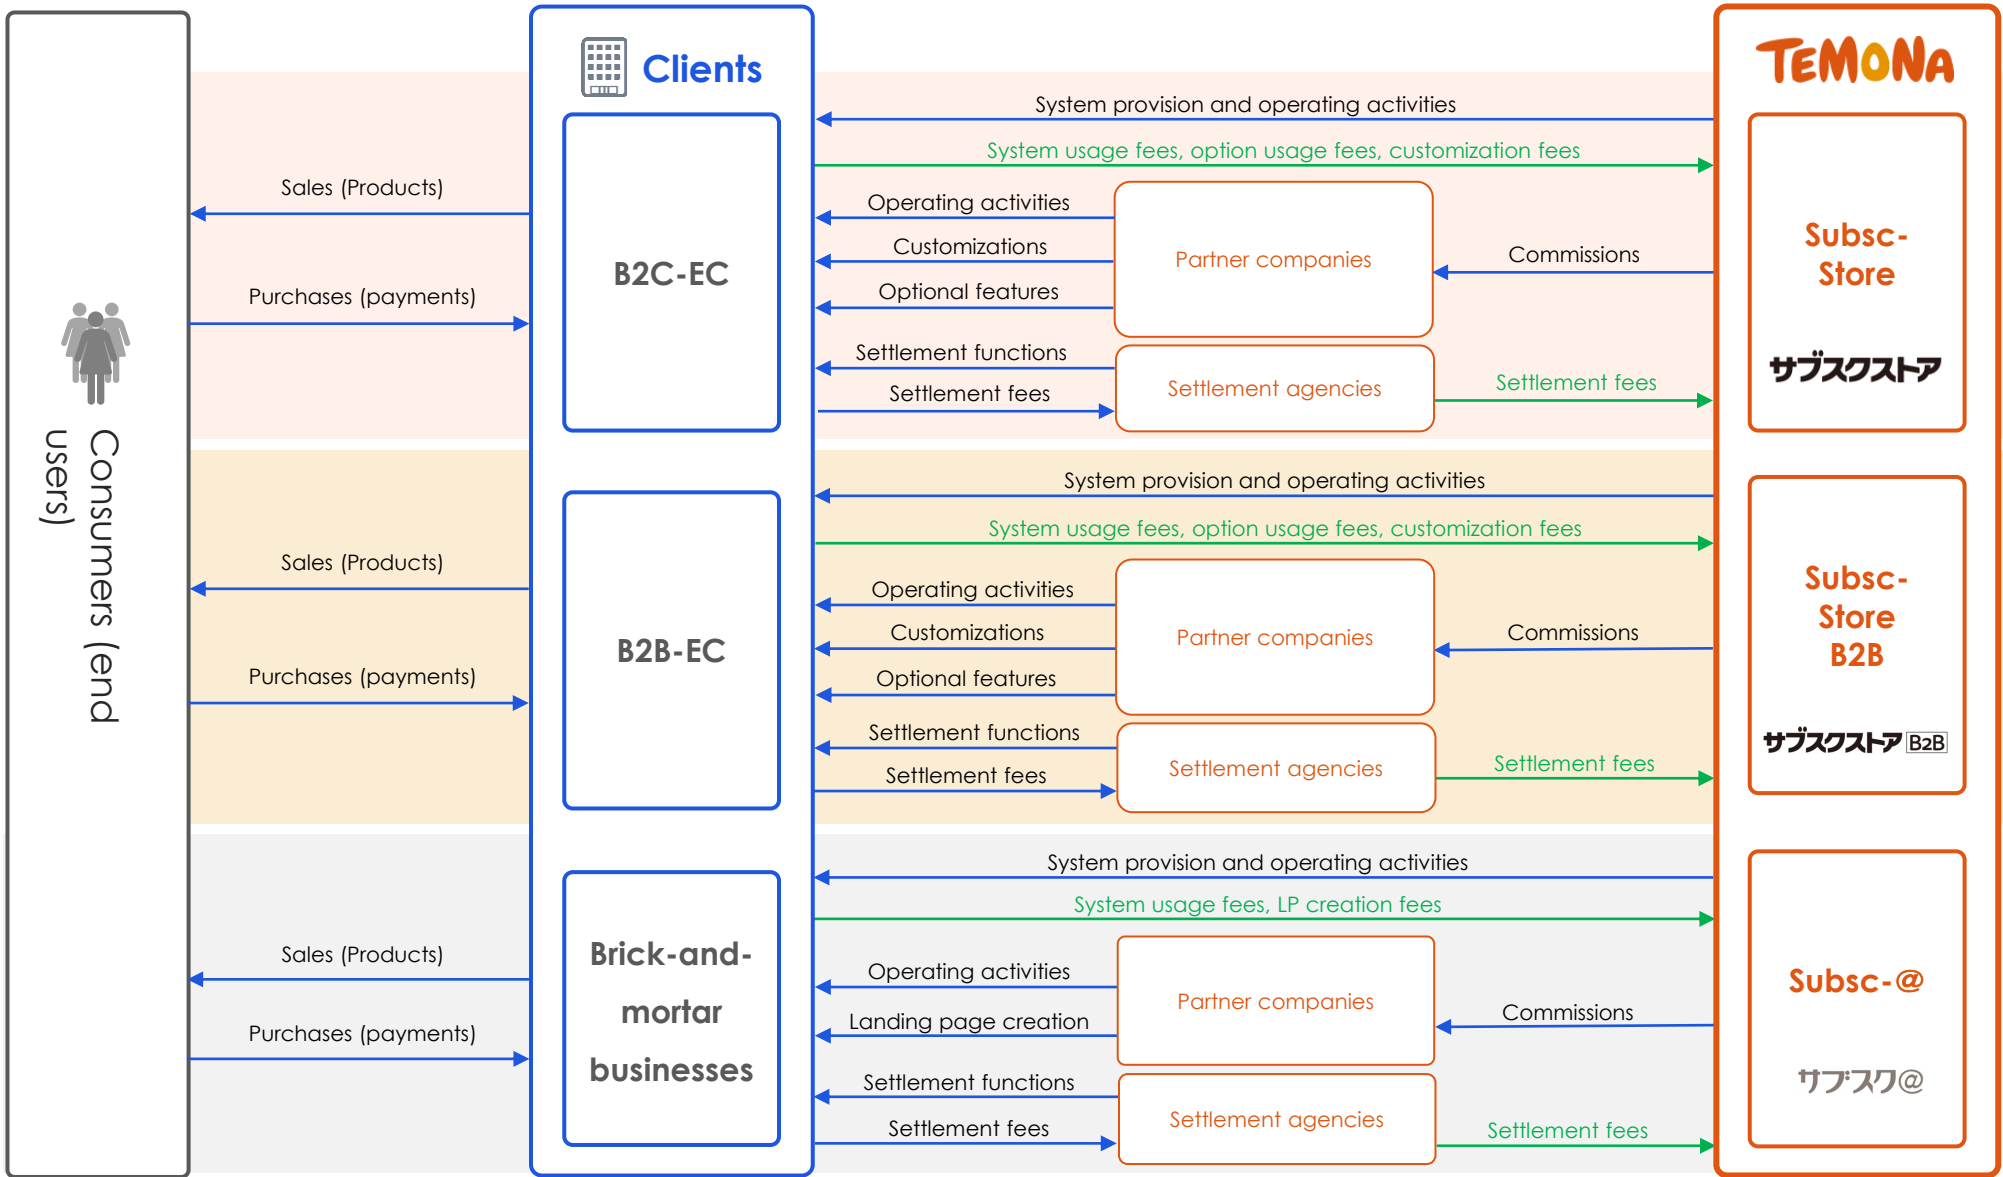 Consumers (end
users)
Clients
TEMONA
System provision and operating activities
System usage fees, option usage fees, customization fees
Sales (Products)
Purchases (payments)
B2C-EC
Operating activities
Customizations
Optional features
Partner companies
Commissions
Settlement functions
Settlement fees
Settlement agencies
Settlement fees
Subsc-
Store
サブスクストア
System provision and operating activities
System usage fees, option usage fees, customization fees
Sales (Products)
Purchases (payments)
B2B-EC
Operating activities
Customizations
Optional features
Partner companies
Commissions
Settlement functions
Settlement fees
Settlement agencies
Settlement fees
Subsc-
Store
B2B
サブスクストア B2B
System provision and operating activities
System usage fees, LP creation fees
Sales (Products)
Purchases (payments)
Brick-and-
mortar
businesses
Operating activities
Landing page creation
Partner companies
Commissions
Settlement functions
Settlement fees
Settlement agencies
Settlement fees
Subsc-@
サブスク@